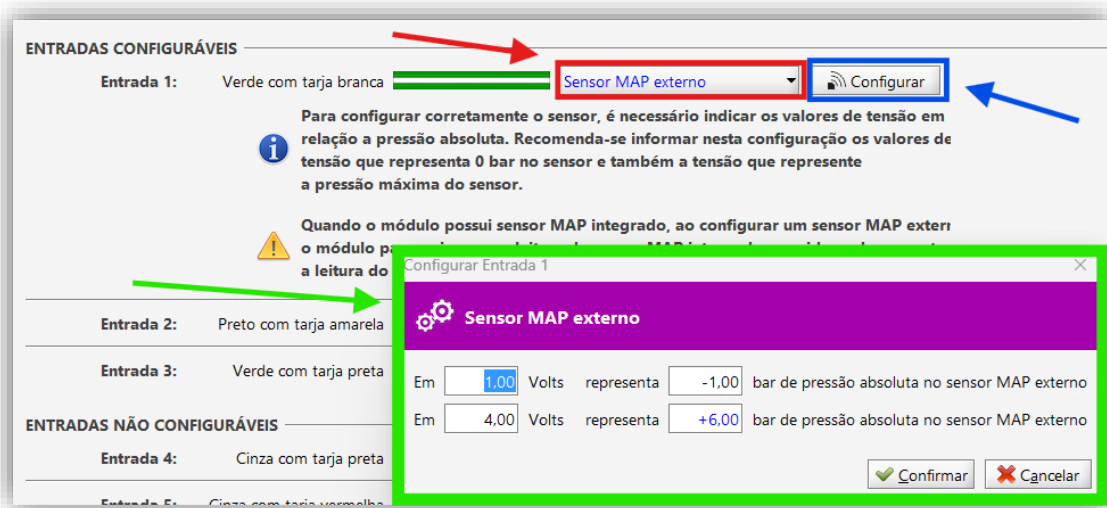 ENTRADAS CONFIGURÁVEIS
Entrada 1: Verde com tarja branca Sensor MAP externo Configurar
Para configurar corretamente o sensor, é necessário indicar os valores de tensão em
relação a pressão absoluta. Recomenda-se informar nesta configuração os valores de
tensão que representa 0 bar no sensor e também a tensão que represente
a pressão máxima do sensor.
Quando o módulo possui sensor MAP integrado, ao configurar um sensor MAP extern
o módulo
a leitura do
Configurar Entrada 1
Sensor MAP externo
Em 1,00 Volts representa -1,00 bar de pressão absoluta no sensor MAP externo
Em 4,00 Volts representa +6,00 bar de pressão absoluta no sensor MAP externo
Confirmar Cancelar
Entrada 2: Preto com tarja amarela
Entrada 3: Verde com tarja preta
ENTRADAS NÃO CONFIGURÁVEIS
Entrada 4: Cinza com tarja preta
Entrada 5: Cinza com tarja vermelha